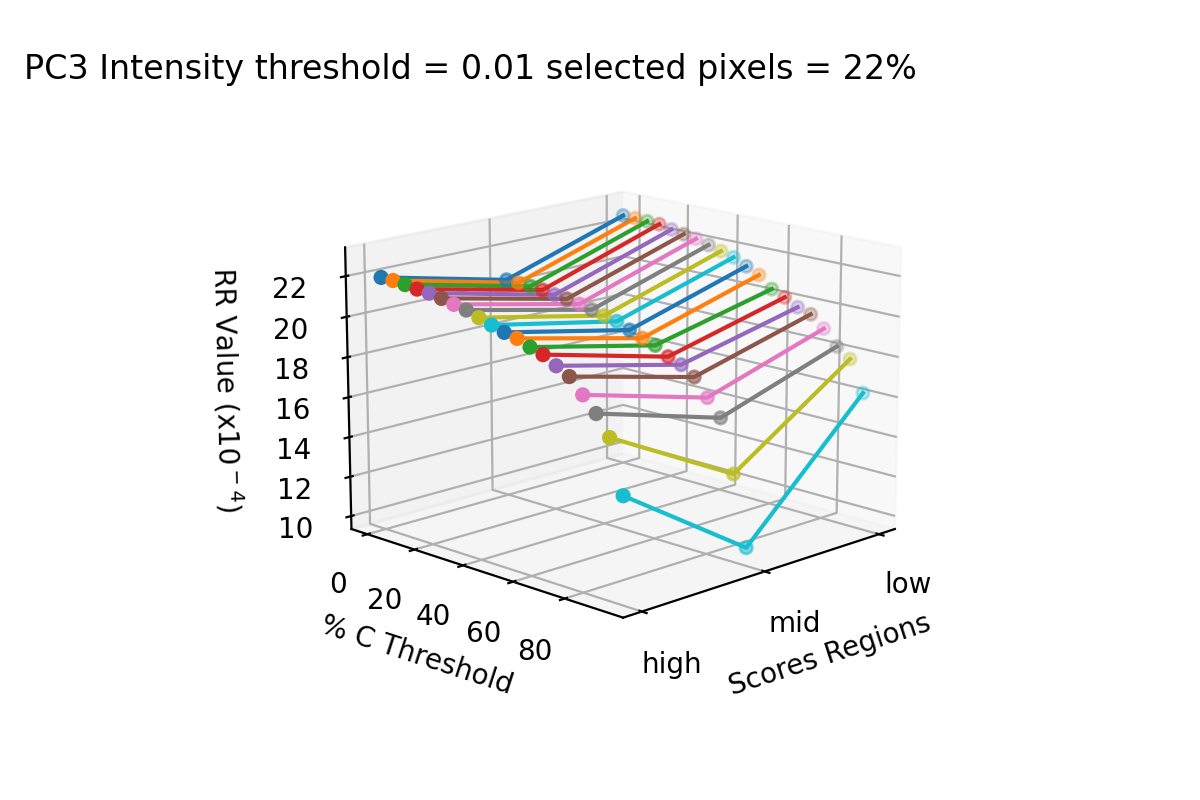 PC3 Intensity threshold = 0.01 selected pixels = 22%
RR Value (x10⁻⁴)
22
20
18
16
14
12
10
0
20
40
60
80
% C Threshold
high
mid
low
Scores Regions